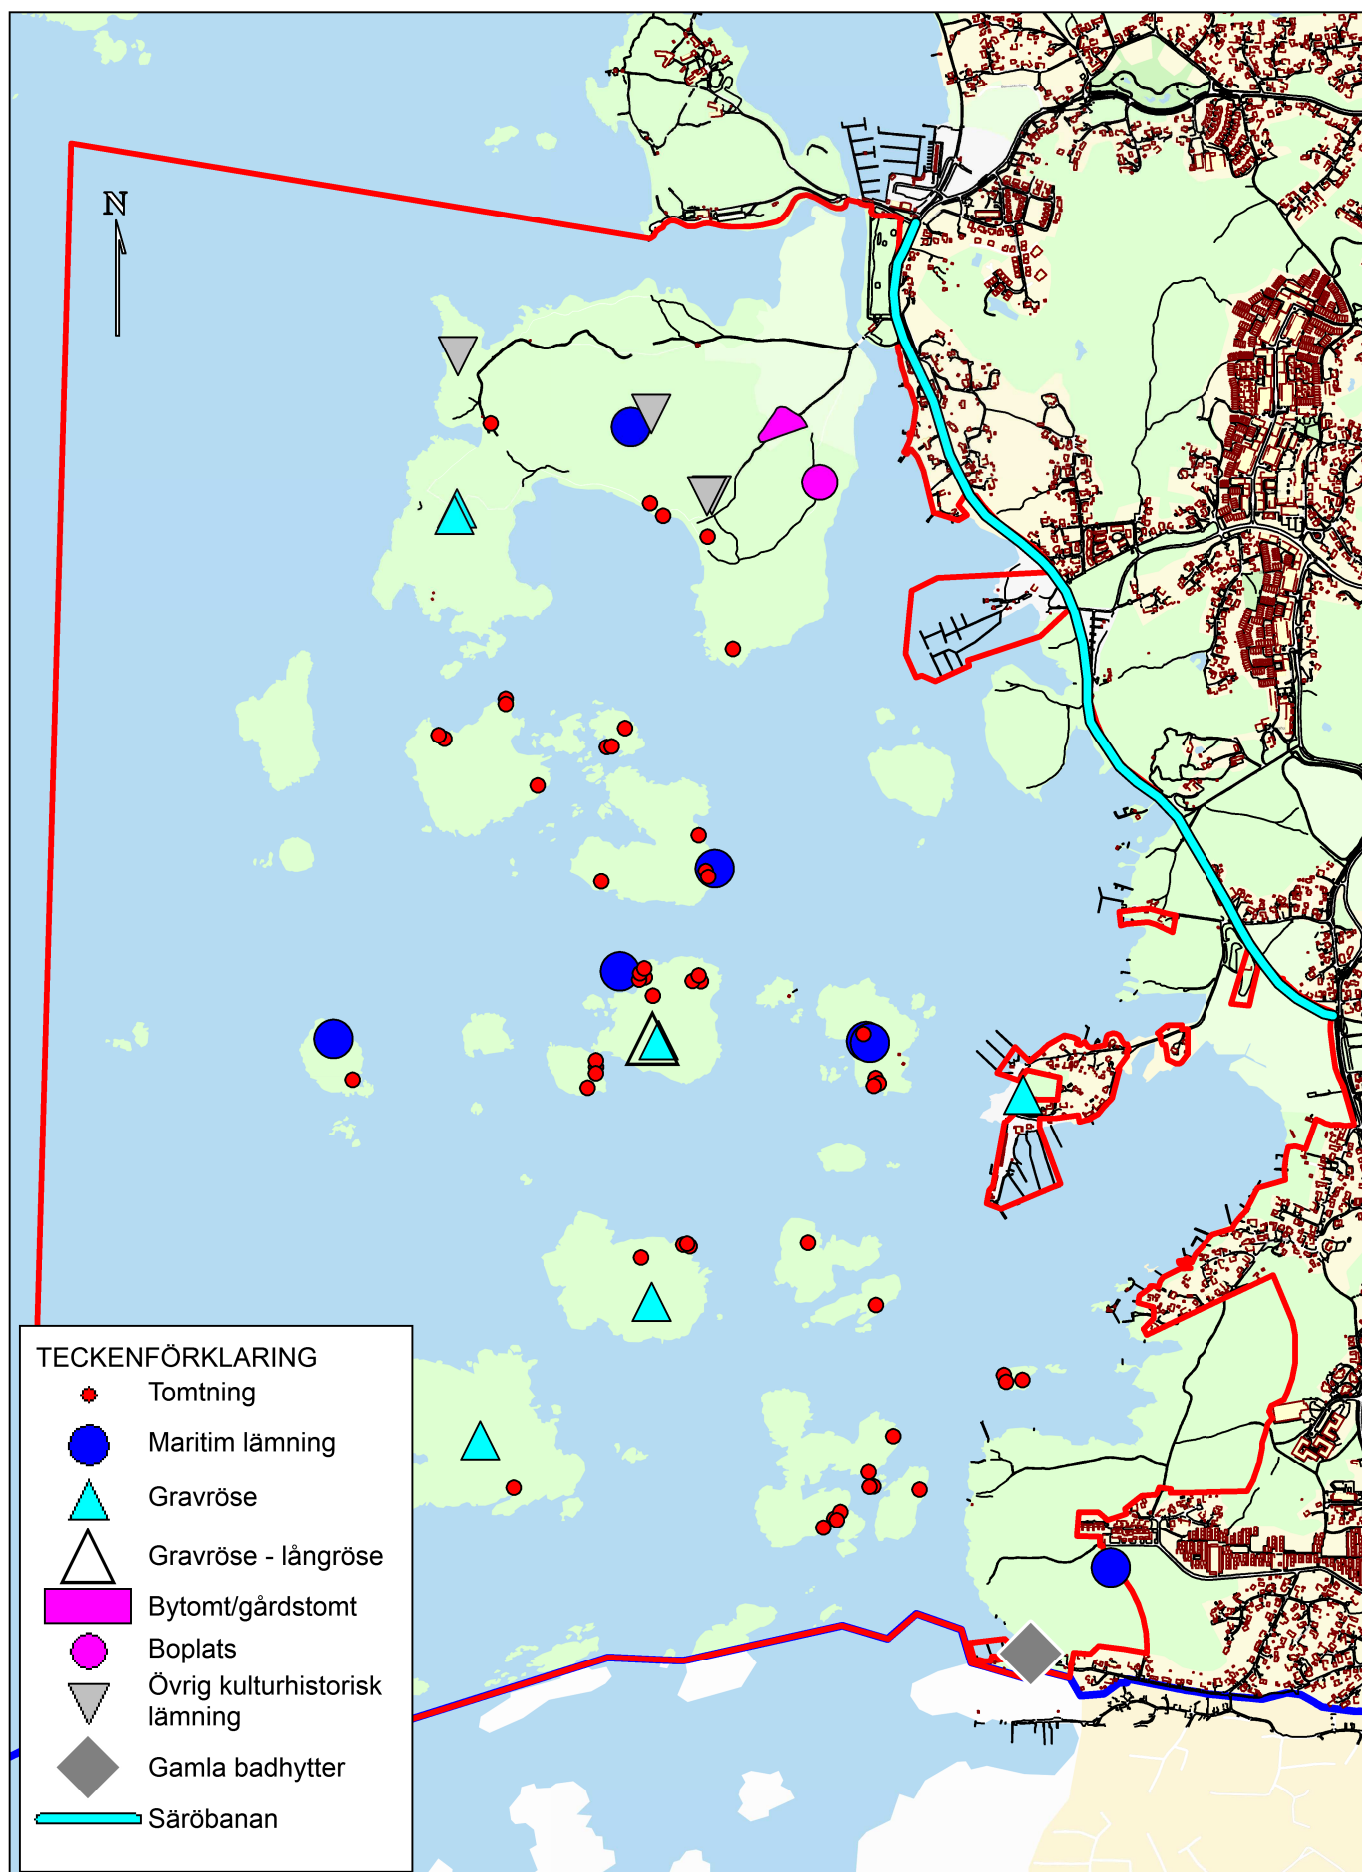 N
TECKENFÖRKLARING
Tomtning
Maritim lämning
Gravröse
Gravröse - långröse
Bytomt/gårdstomt
Boplats
Övrig kulturhistorisk
lämning
Gamla badhytter
Säröbanan